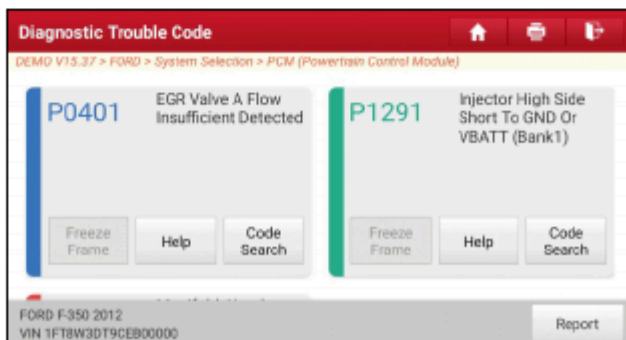 Diagnostic Trouble Code
DEMO V15.37 > FORD > System Selection > PCM (Powertrain Control Module)
P0401
EGR Valve A Flow
Insufficient Detected
Freeze
Frame
Help
Code
Search
P1291
Injector High Side
Short To GND Or
VBATT (Bank1)
Freeze
Frame
Help
Code
Search
FORD F-350 2012
VIN 1FT8W3DT9CEB00000
Report